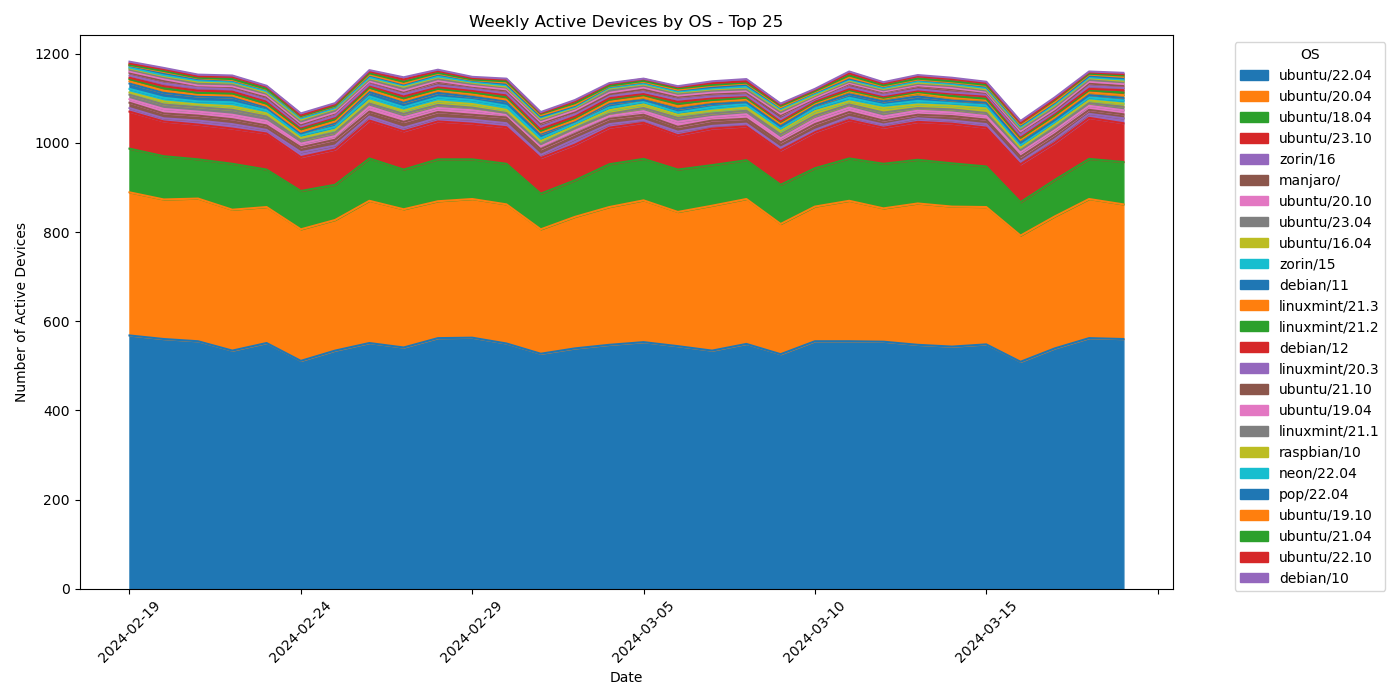 Weekly Active Devices by OS - Top 25
Number of Active Devices
1200
1000
800
600
400
200
0
2024-02-19
2024-02-24
2024-02-29
2024-03-05
2024-03-10
2024-03-15
Date
OS
ubuntu/22.04
ubuntu/20.04
ubuntu/18.04
ubuntu/23.10
zorin/16
manjaro/
ubuntu/20.10
ubuntu/23.04
ubuntu/16.04
zorin/15
debian/11
linuxmint/21.3
linuxmint/21.2
debian/12
linuxmint/20.3
ubuntu/21.10
ubuntu/19.04
linuxmint/21.1
raspbian/10
neon/22.04
pop/22.04
ubuntu/19.10
ubuntu/21.04
ubuntu/22.10
debian/10